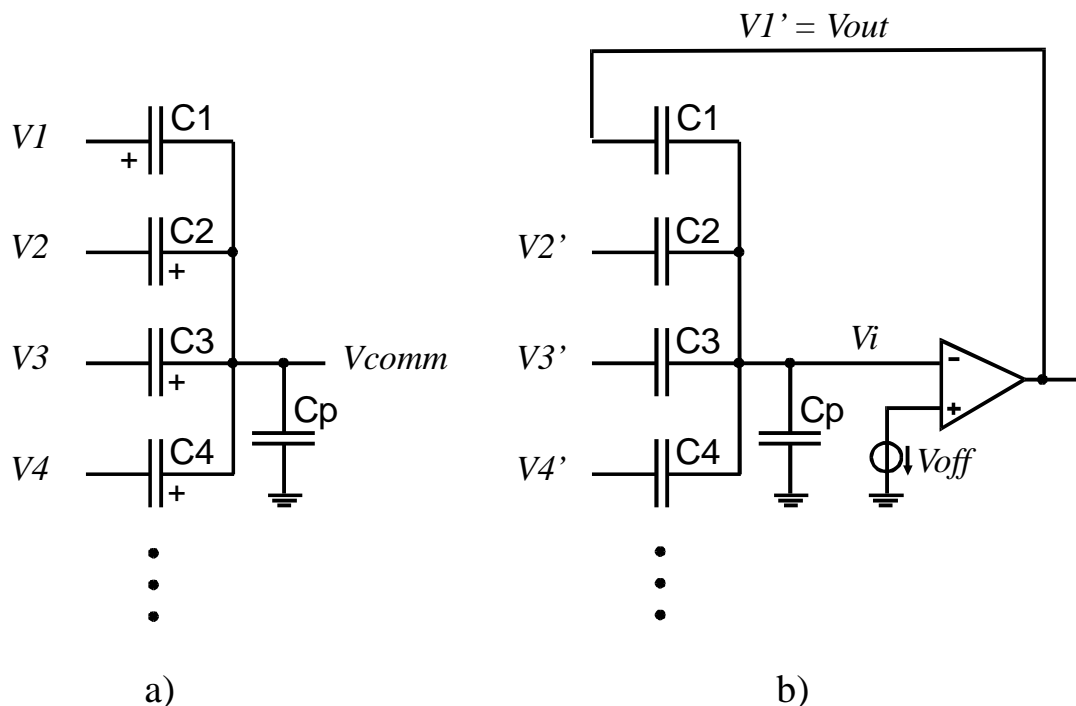 V1' = Vout
V1
+
C1
C1
V2
C2
+
V2'
C2
V3
C3
+
Vcomm
V3'
C3
Vi
-
+
Cp
Cp
V4
C4
+
V4'
C4
Voff
a)
b)